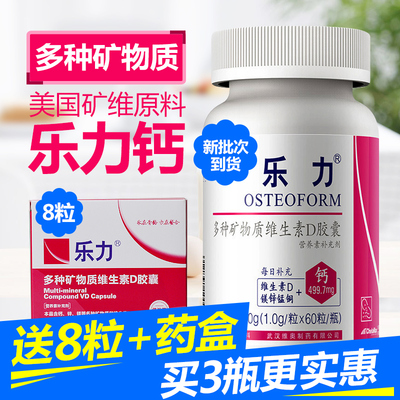 多种矿物质
美国矿维原料
乐力钙
新批次
到货
8粒
乐力®
多种矿物质维生素D胶囊
Multi-mineral
Compound VD Capsule
乐力®
OSTEOFORM
多种矿物质维生素D胶囊
营养素补充剂
每日补充
维生素D
镁锌锰铜
+
钙
499.7mg
0g(1.0g/粒×60粒/瓶)
武汉维奥制药有限公司
送8粒+药盒
买3瓶更实惠